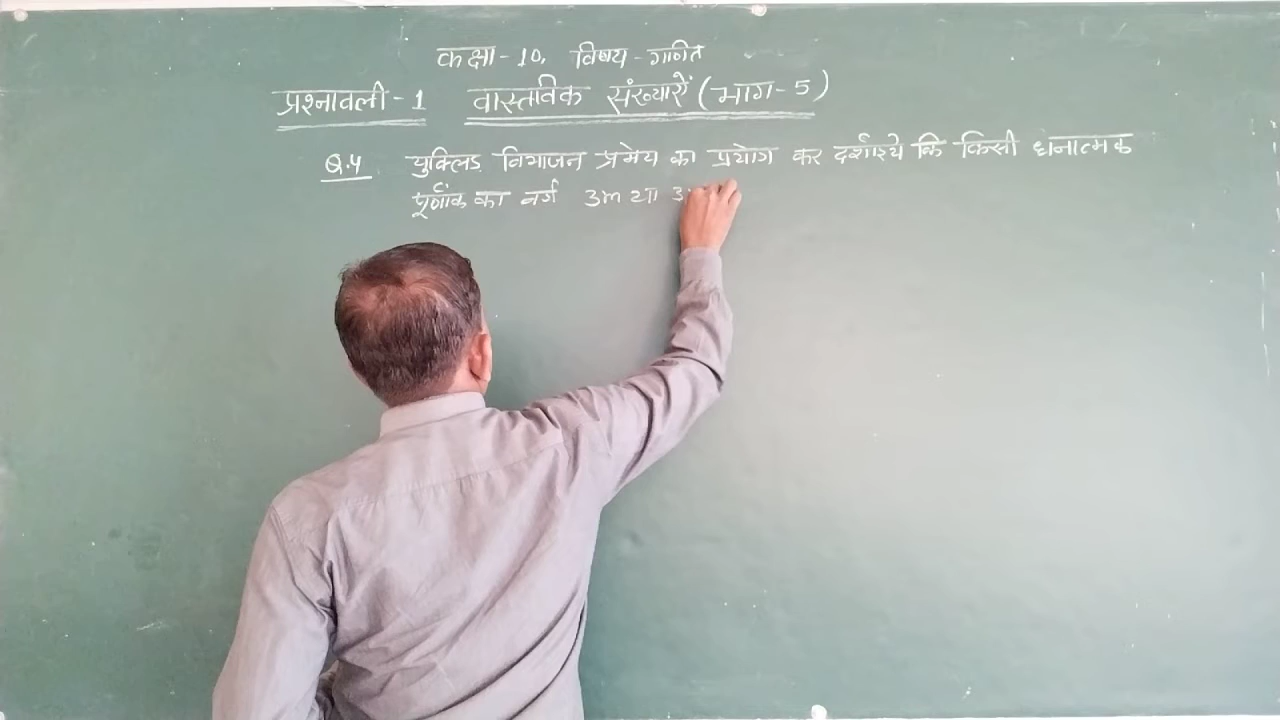 कक्षा - 10, विषय - गणित
प्रश्नावली - 1 वास्तविक संख्याएँ (भाग - 5)
Q.4 युक्लिड विभाजन प्रमेय का प्रयोग कर दर्शाइये कि किसी धनात्मक
पूर्णांक का वर्ग 3m या 3